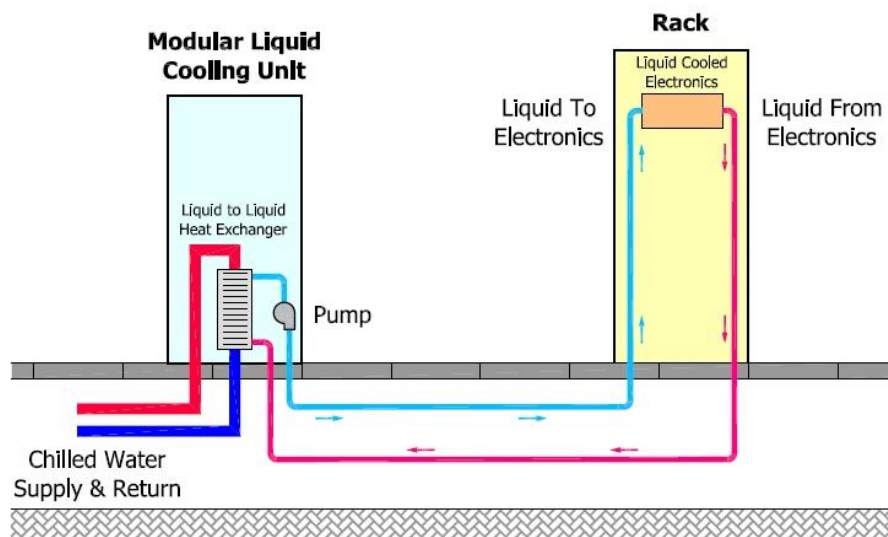 Modular Liquid
Cooling Unit
Rack
Liquid Cooled
Electronics
Liquid To
Electronics
Liquid From
Electronics
Liquid to Liquid
Heat Exchanger
Pump
Chilled Water
Supply & Return